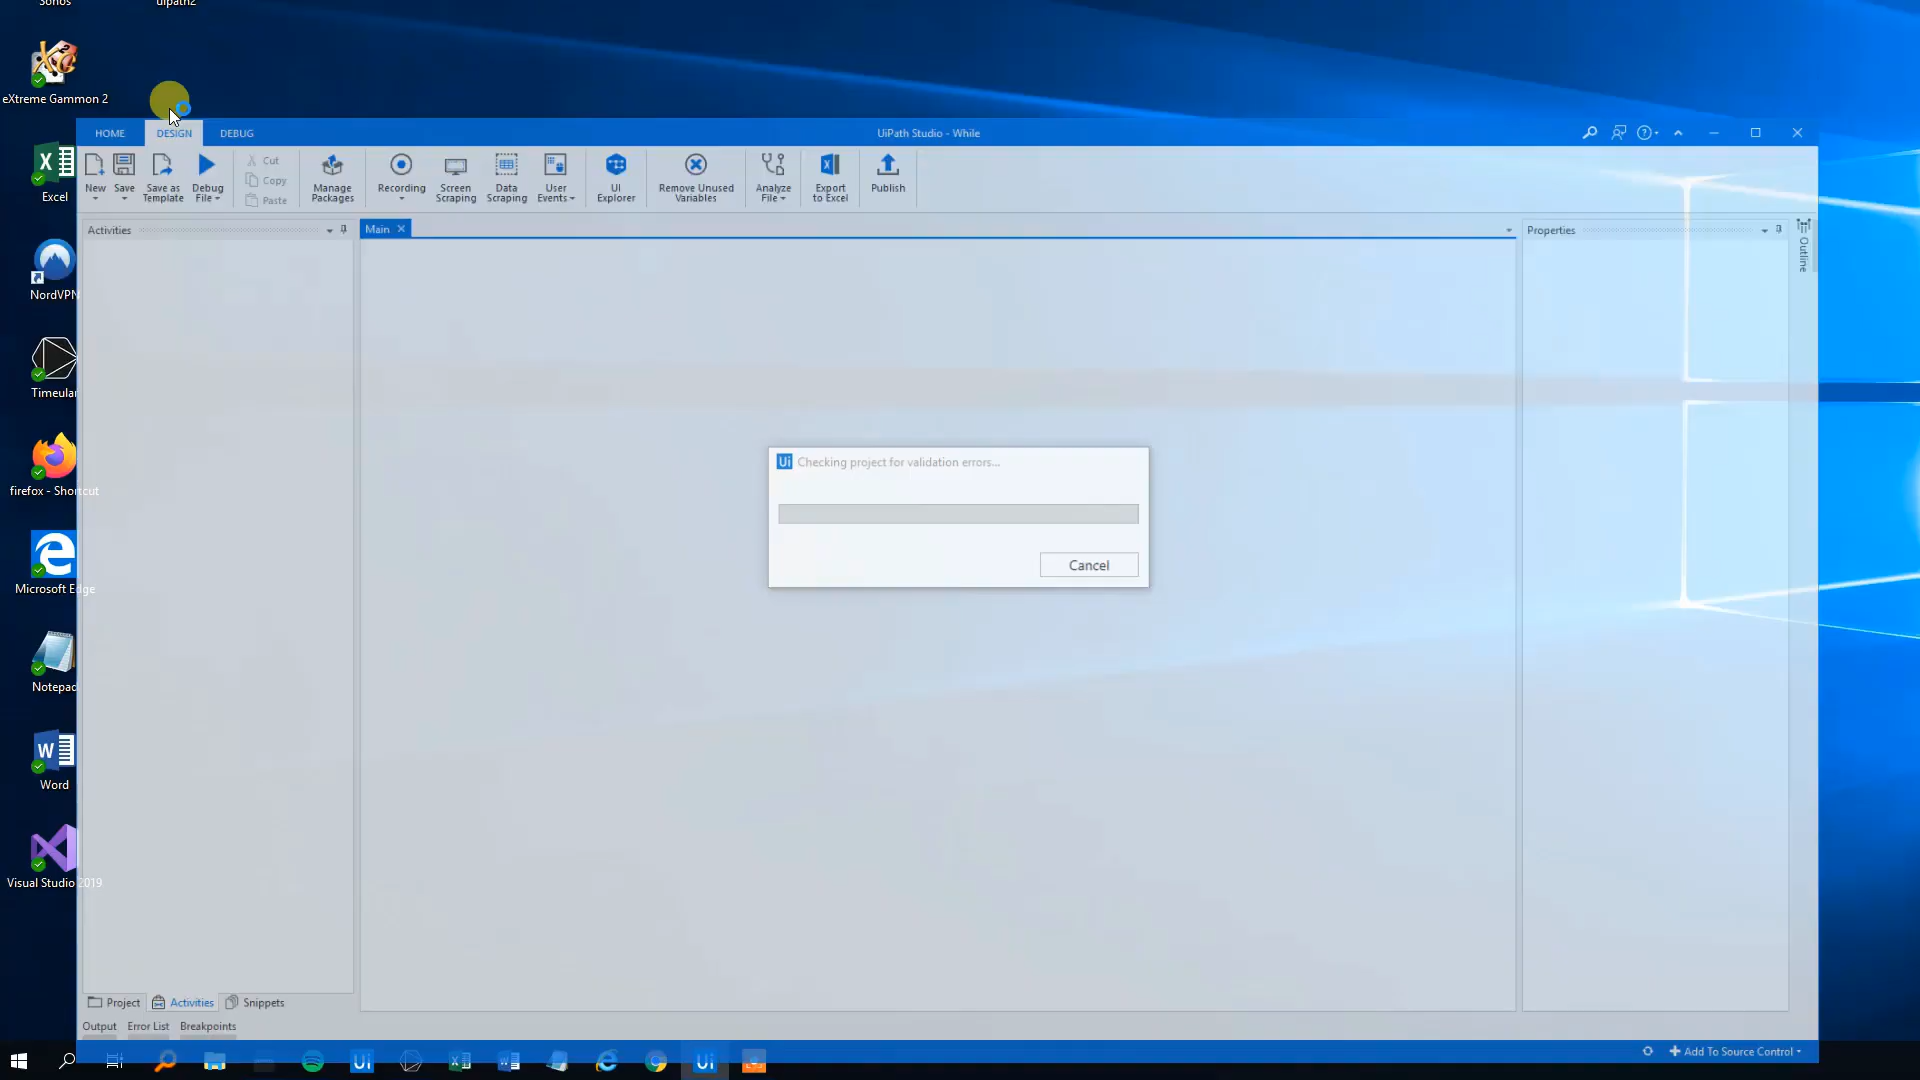 Sonos
uipath2
eXtreme Gammon 2
Excel
NordVPN
Timeular
firefox - Shortcut
Microsoft Edge
Notepad
Word
Visual Studio 2019
HOME
DESIGN
DEBUG
UiPath Studio - While
New
Save
Save as
Template
Debug
File
Cut
Copy
Paste
Manage
Packages
Recording
Screen
Scraping
Data
Scraping
User
Events
UI
Explorer
Remove Unused
Variables
Analyze
File
Export
to Excel
Publish
Activities
Main
Properties
Outline
Ui Checking project for validation errors...
Cancel
Project
Activities
Snippets
Output
Error List
Breakpoints
Add To Source Control